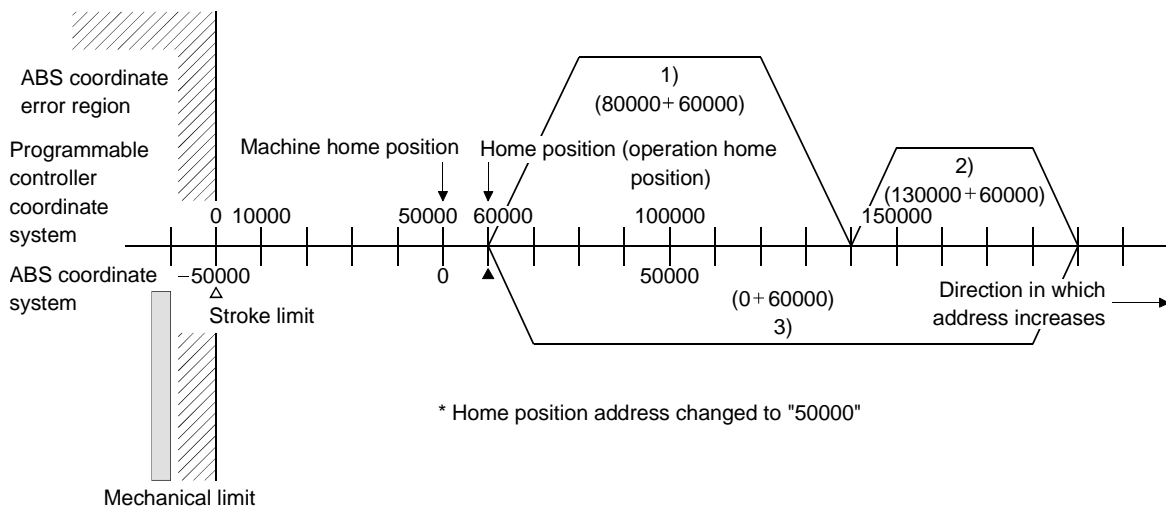 ABS coordinate
error region
1)
(80000+60000)
Programmable
controller
coordinate
system
Machine home position
Home position (operation home
position)
2)
(130000+60000)
0 10000 50000 60000 100000 150000
ABS coordinate
system
−50000 0 50000
Stroke limit
(0+60000)
3)
Direction in which
address increases
* Home position address changed to "50000"
Mechanical limit